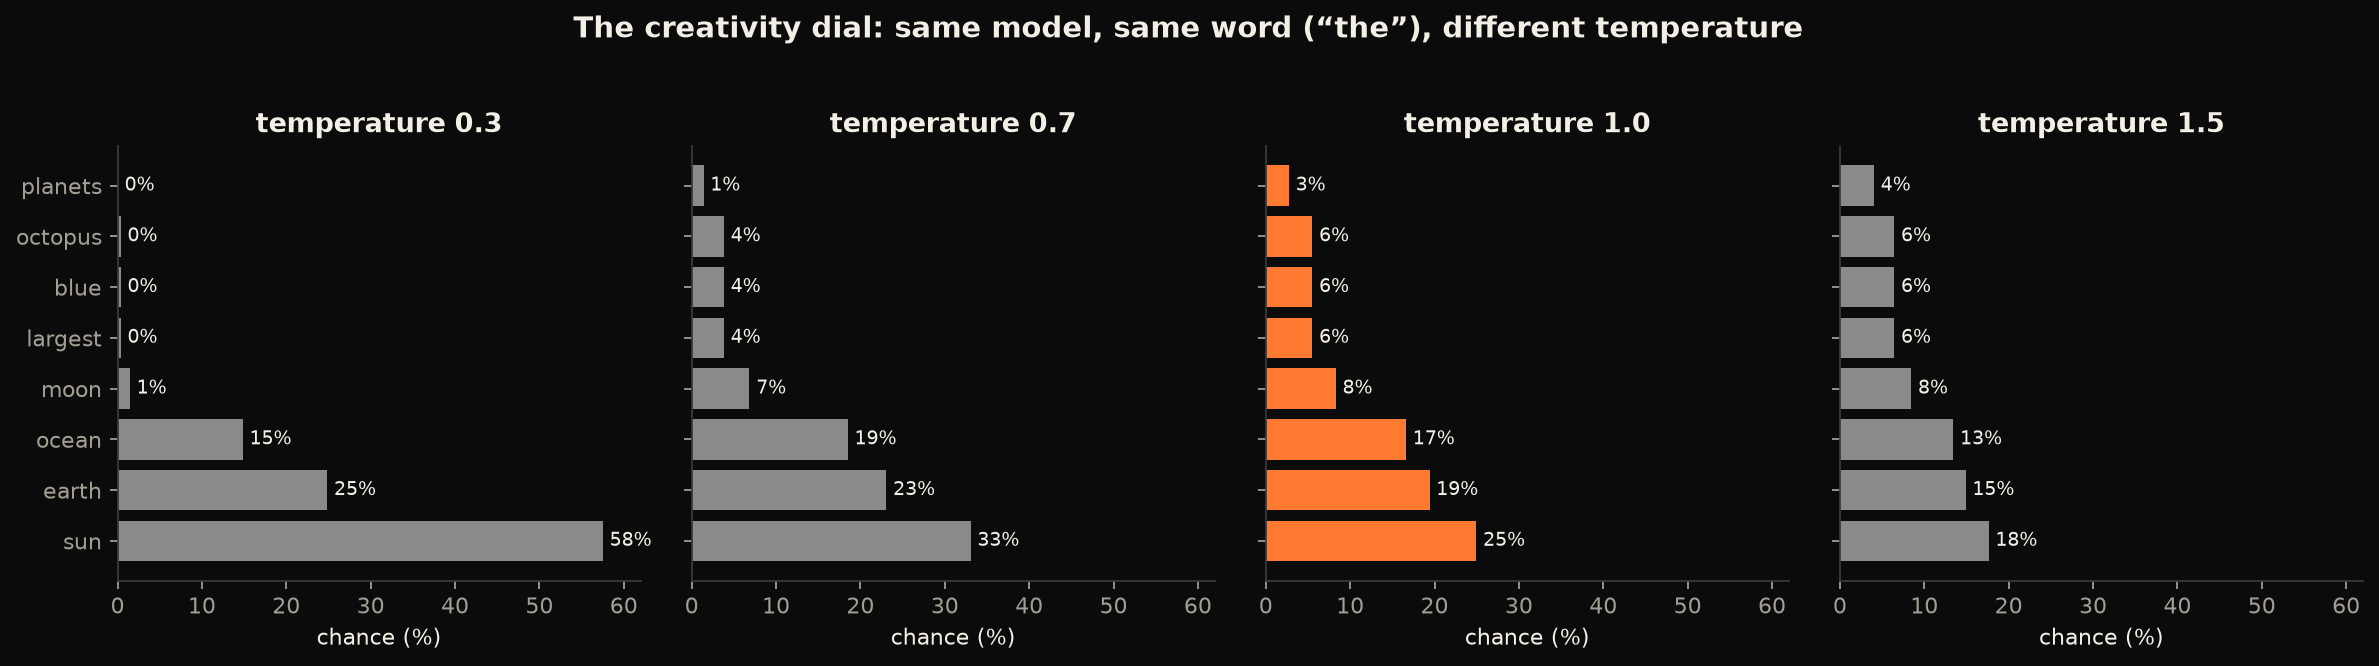 The creativity dial: same model, same word (“the”), different temperature
temperature 0.3
planets 0%
octopus 0%
blue 0%
largest 0%
moon 1%
ocean 15%
earth 25%
sun 58%
0 10 20 30 40 50 60
chance (%)
temperature 0.7
1%
4%
4%
4%
7%
19%
23%
33%
0 10 20 30 40 50 60
chance (%)
temperature 1.0
3%
6%
6%
6%
8%
17%
19%
25%
0 10 20 30 40 50 60
chance (%)
temperature 1.5
4%
6%
6%
6%
8%
13%
15%
18%
0 10 20 30 40 50 60
chance (%)